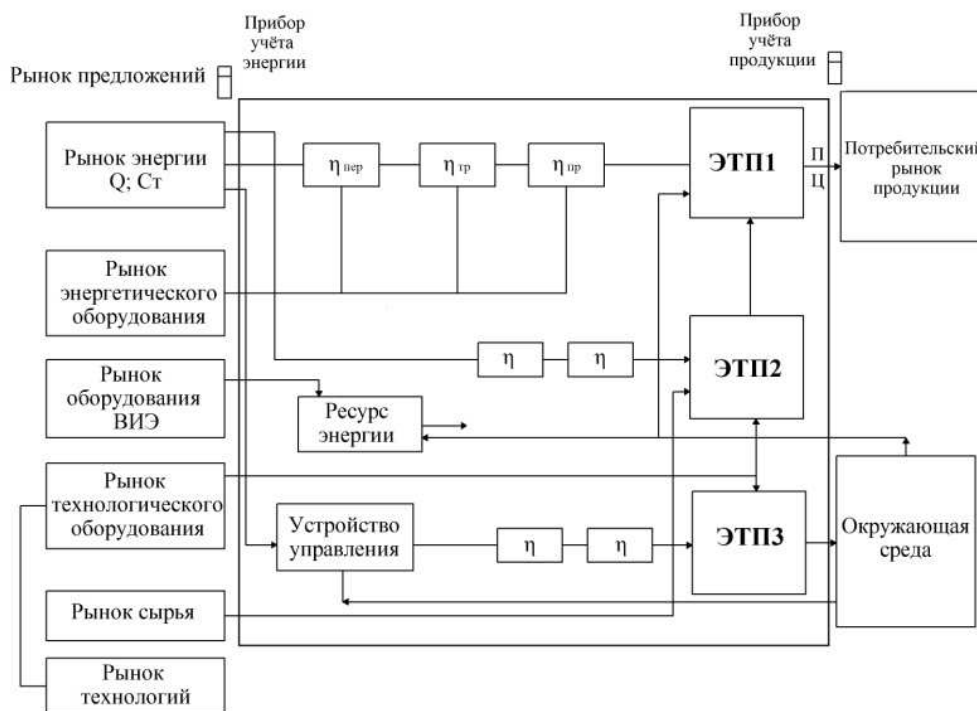 Прибор
учёта
энергии
Прибор
учёта
продукции
Рынок предложений
Рынок энергии
Q; Ст
η пер
η тр
η пр
ЭТП1
П
Ц
Потребительский
рынок
продукции
Рынок
энергетического
оборудования
η
η
ЭТП2
Рынок
оборудования
ВИЭ
Ресурс
энергии
Рынок
технологического
оборудования
Устройство
управления
η
η
ЭТП3
Окружающая
среда
Рынок сырья
Рынок
технологий